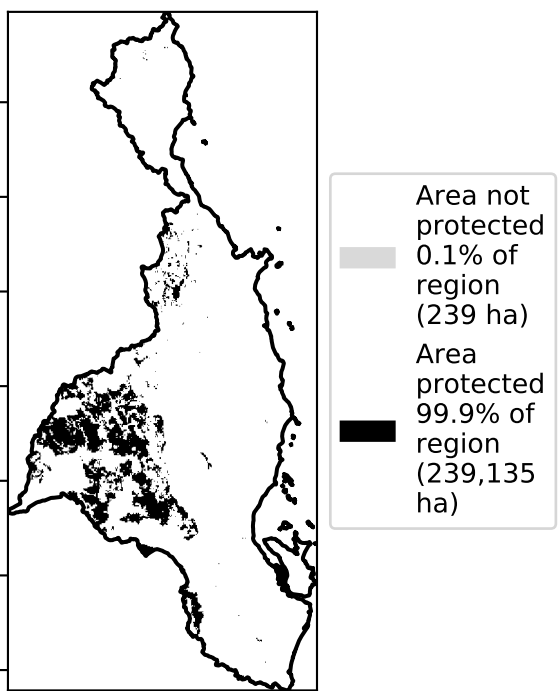 Area not
protected
0.1% of
region
(239 ha)
Area
protected
99.9% of
region
(239,135
ha)